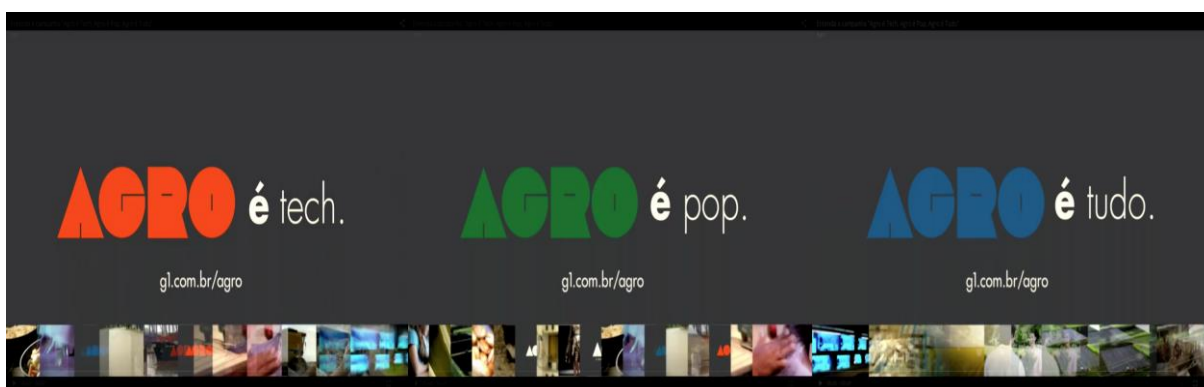 AGRO é tech.
g1.com.br/agro
AGRO é pop.
g1.com.br/agro
AGRO é tudo.
g1.com.br/agro